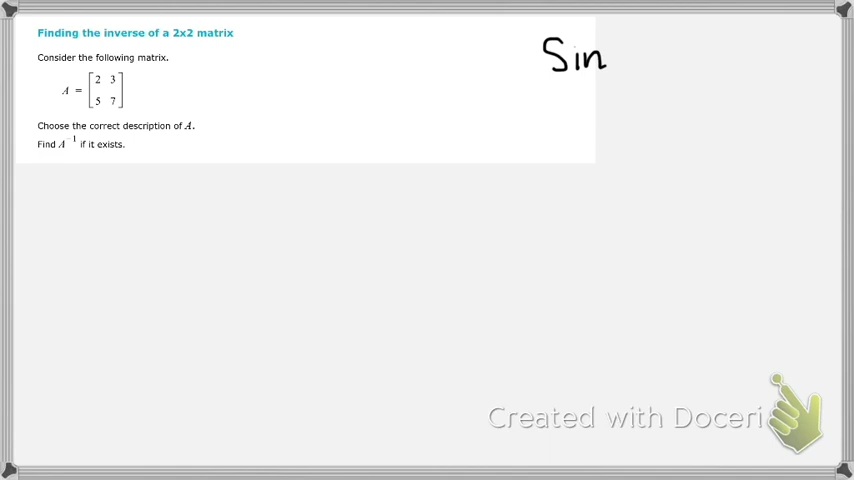 Finding the inverse of a 2x2 matrix
Sin
Consider the following matrix.
A = [2 3
5 7]
Choose the correct description of A.
Find A⁻¹ if it exists.
Created with Doceri